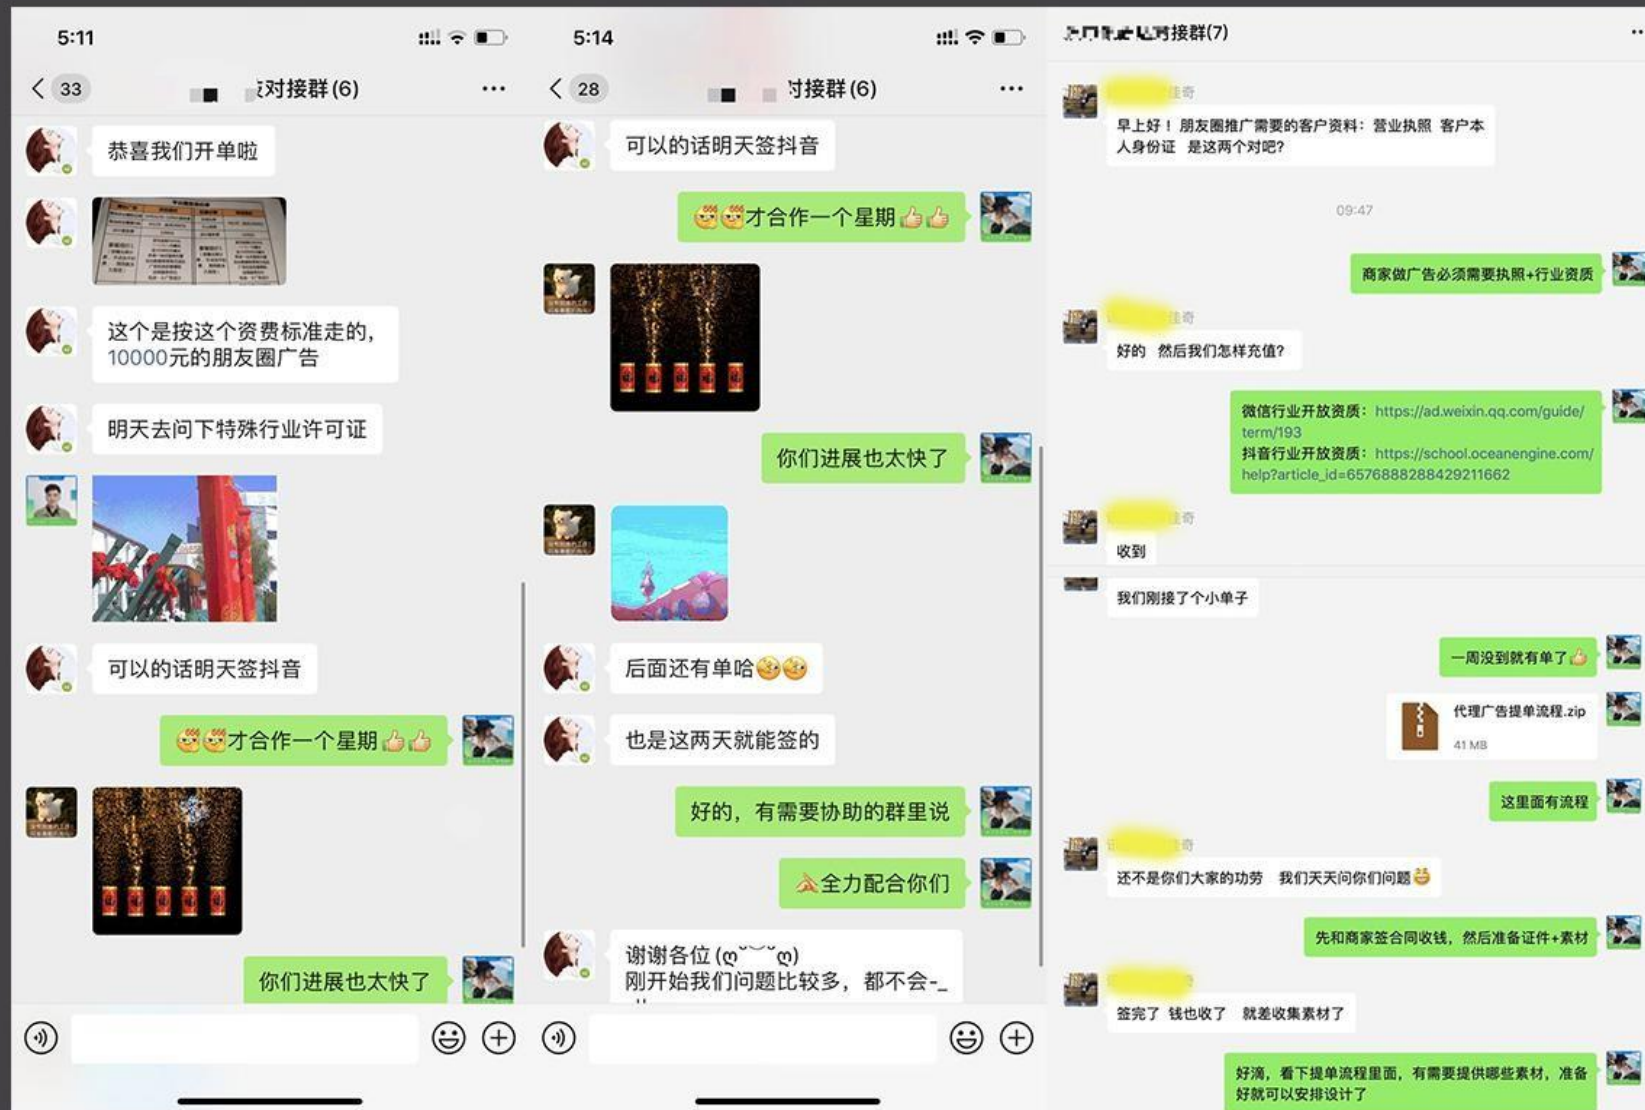 5:11
33
对接群(6)
恭喜我们开单啦
这个是按这个资费标准走的，
10000元的朋友圈广告
明天去问下特殊行业许可证
可以的话明天签抖音
才合作一个星期
你们进展也太快了
5:14
28
对接群(6)
可以的话明天签抖音
才合作一个星期
你们进展也太快了
后面还有单哈
也是这两天就能签的
好的，有需要协助的群里说
全力配合你们
谢谢各位(ღ˘⌣˘ღ)
刚开始我们问题比较多，都不会-_
接群(7)
佳奇
早上好！朋友圈推广需要的客户资料：营业执照 客户本
人身份证 是这两个对吧?
09:47
商家做广告必须需要执照+行业资质
佳奇
好的 然后我们怎样充值?
微信行业开放资质：https://ad.weixin.qq.com/guide/
term/193
抖音行业开放资质：https://school.oceanengine.com/
help?article_id=6576888288429211662
佳奇
收到
我们刚接了个小单子
一周没到就有单了
代理广告提单流程.zip
41 MB
这里面有流程
奇
还不是你们大家的功劳 我们天天问你们问题
先和商家签合同收钱，然后准备证件+素材
签完了 钱也收了 就差收集素材了
好滴，看下提单流程里面，有需要提供哪些素材，准备
好就可以安排设计了